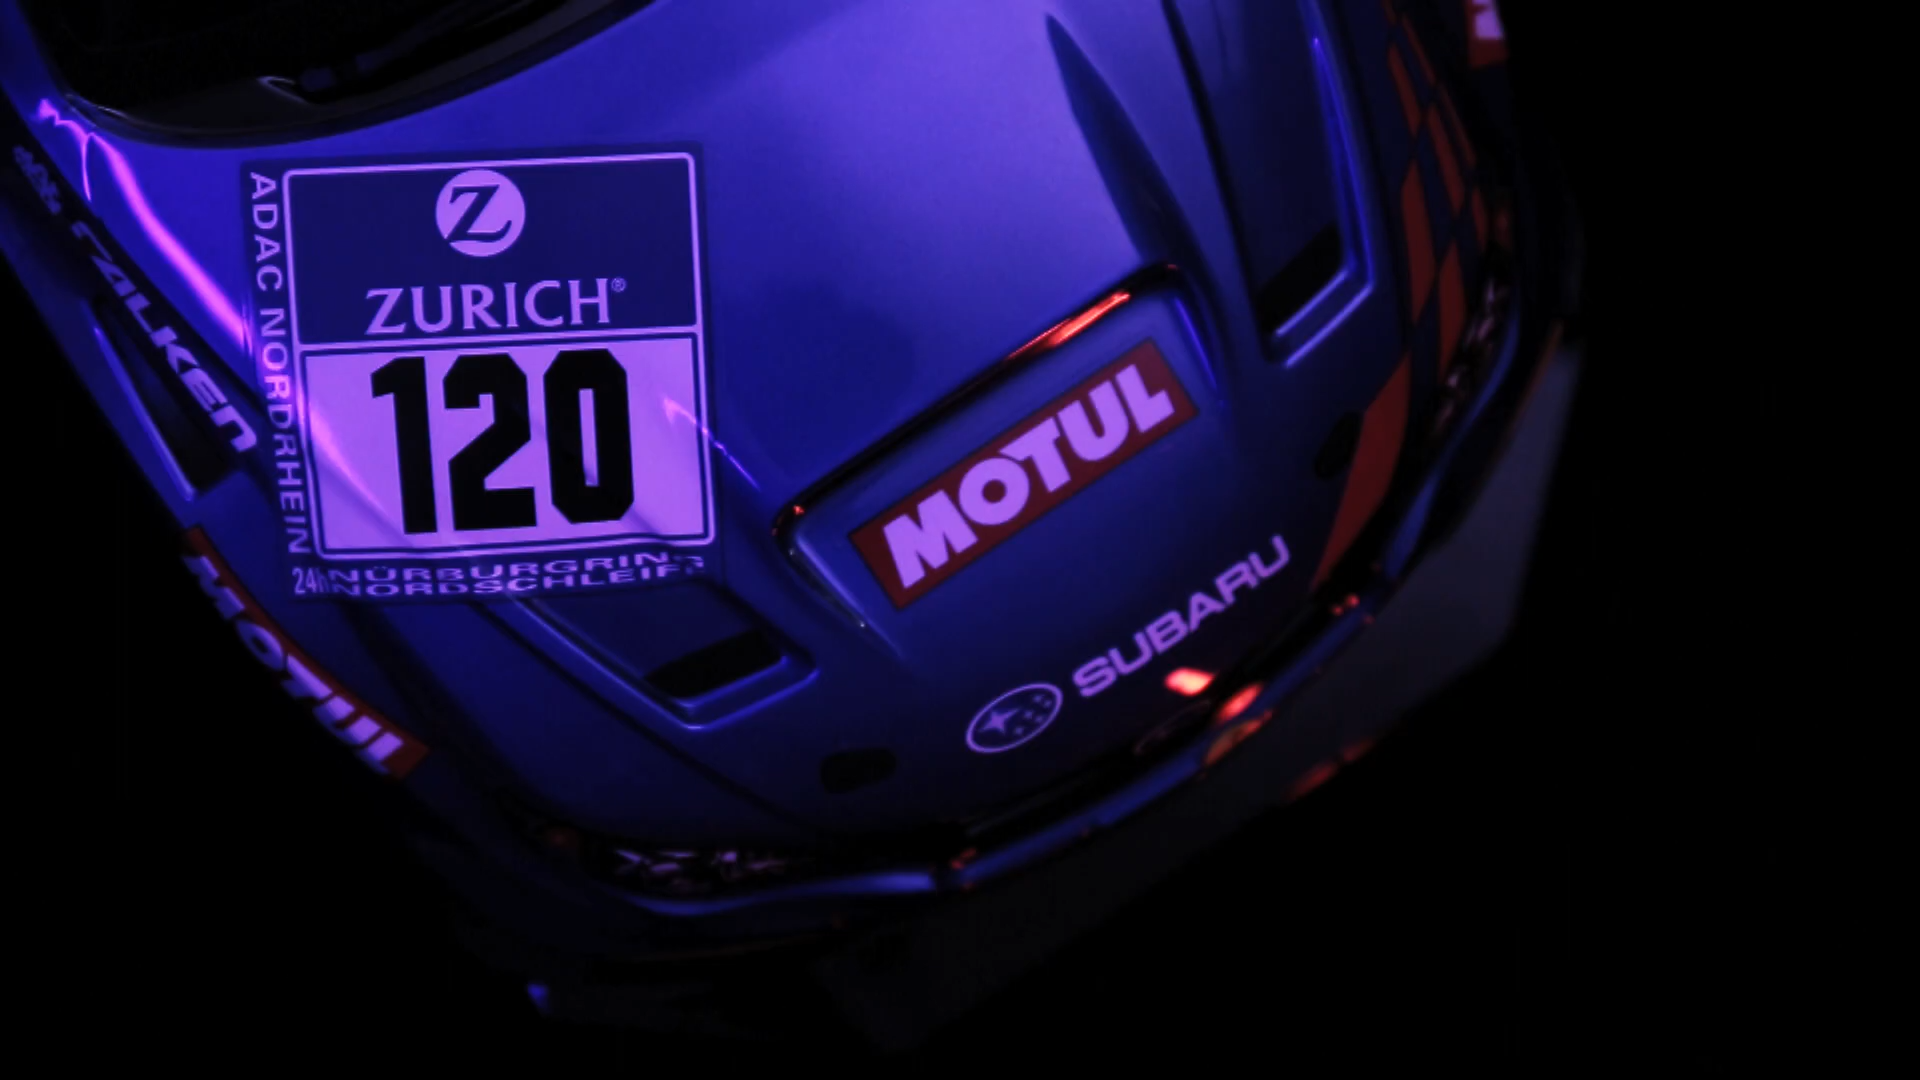 ADAC NORDRHEIN
Z
ZURICH®
120
24h NÜRBURGRING
NORDSCHLEIFE
FALKEN
MOTUL
MOTUL
SUBARU